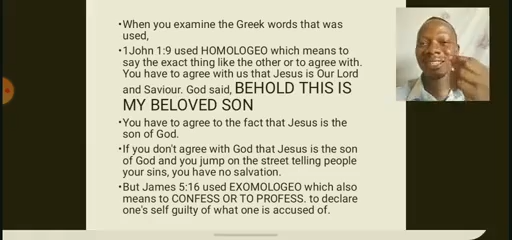 •When you examine the Greek words that was
used,
•1John 1:9 used HOMOLOGEO which means to
say the exact thing like the other or to agree with.
You have to agree with us that Jesus is Our Lord
and Saviour. God said, BEHOLD THIS IS
MY BELOVED SON
•You have to agree to the fact that Jesus is the
son of God.
•If you don't agree with God that Jesus is the son
of God and you jump on the street telling people
your sins, you have no salvation.
•But James 5:16 used EXOMOLOGEO which also
means to CONFESS OR TO PROFESS. to declare
one's self guilty of what one is accused of.